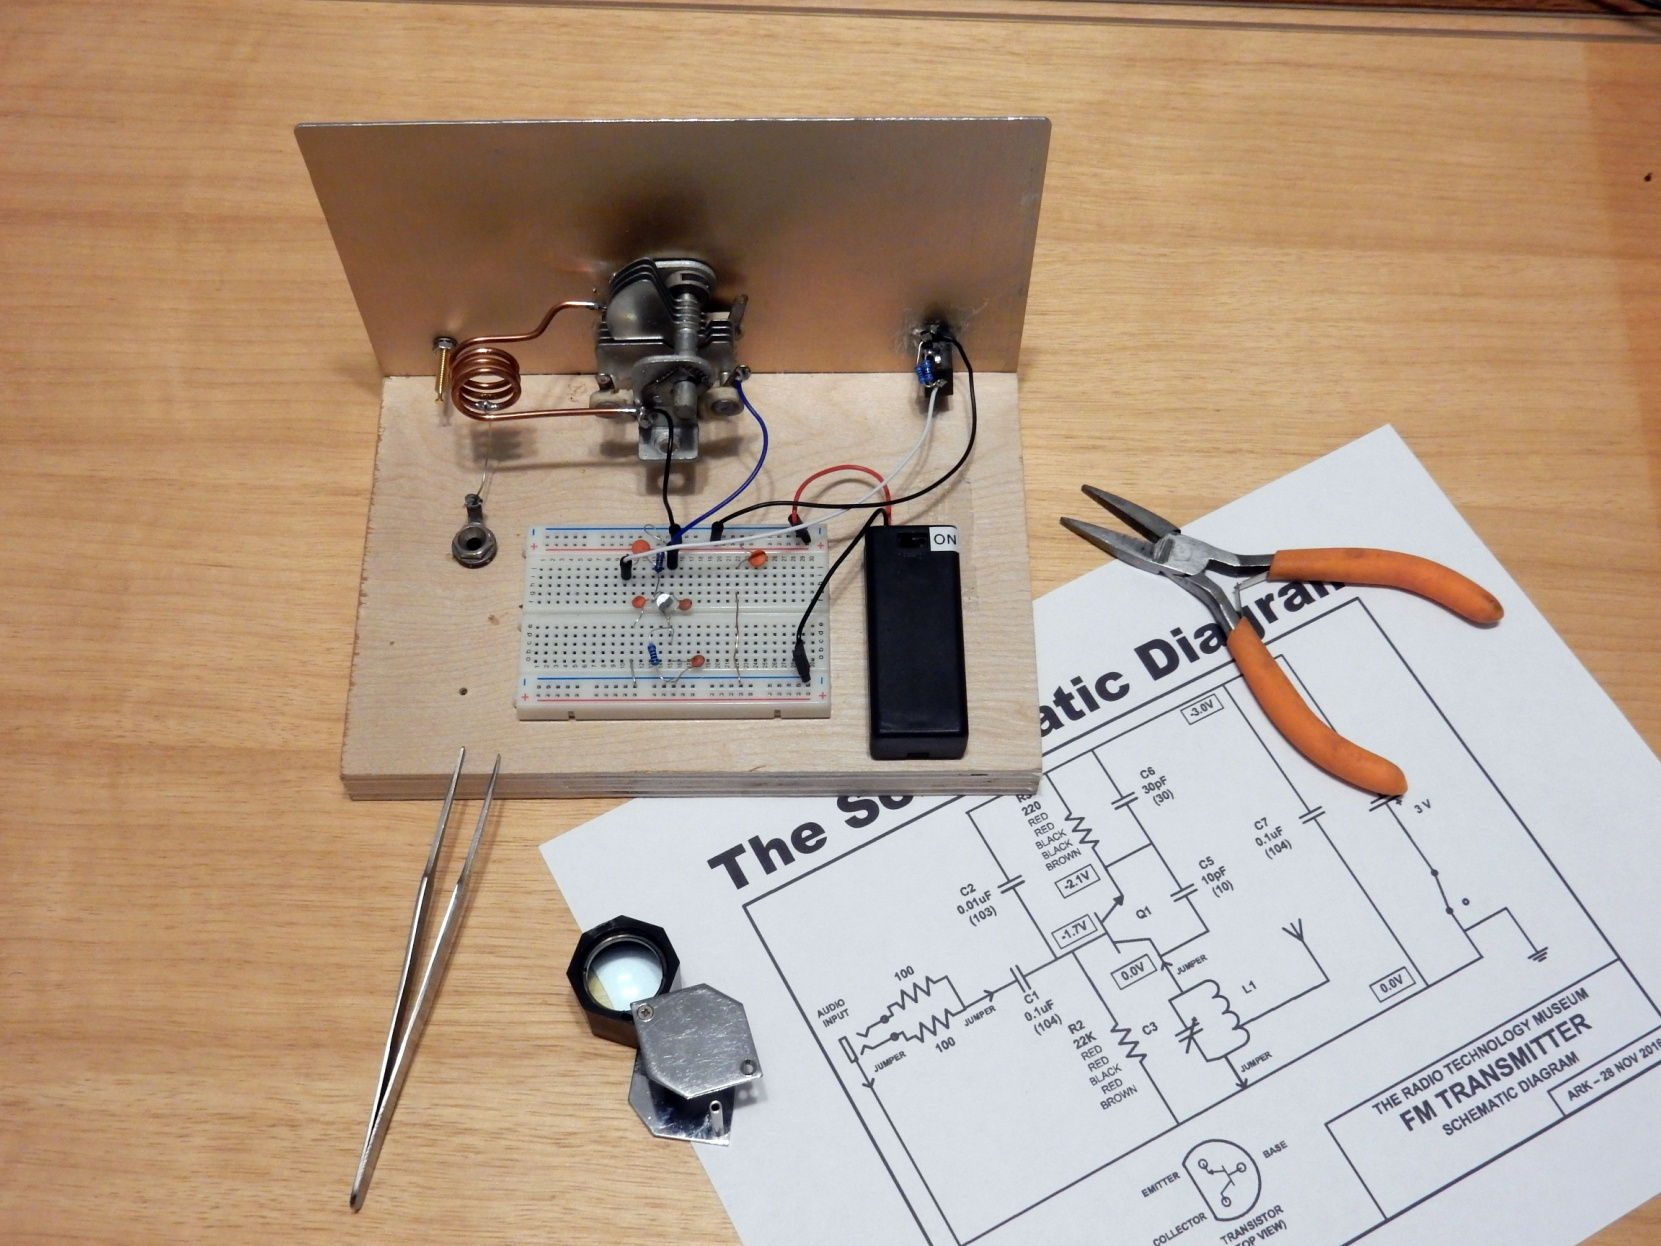 ON
The Sc
atic Diagram
-3.0V
C6
30pF
(30)
3 V
220
RED
RED
BLACK
BLACK
BROWN
C7
0.1uF
(104)
C5
10pF
(10)
-2.1V
C2
0.01uF
(103)
Q1
-1.7V
0.0V
JUMPER
0.0V
100
L1
AUDIO
INPUT
JUMPER
C1
0.1uF
(104)
100
JUMPER
R2
22K
RED
RED
BLACK
RED
BROWN
C3
JUMPER
THE RADIO TECHNOLOGY MUSEUM
FM TRANSMITTER
SCHEMATIC DIAGRAM
ARK – 28 NOV 2016
BASE
EMITTER
COLLECTOR
TRANSISTOR
OP VIEW)